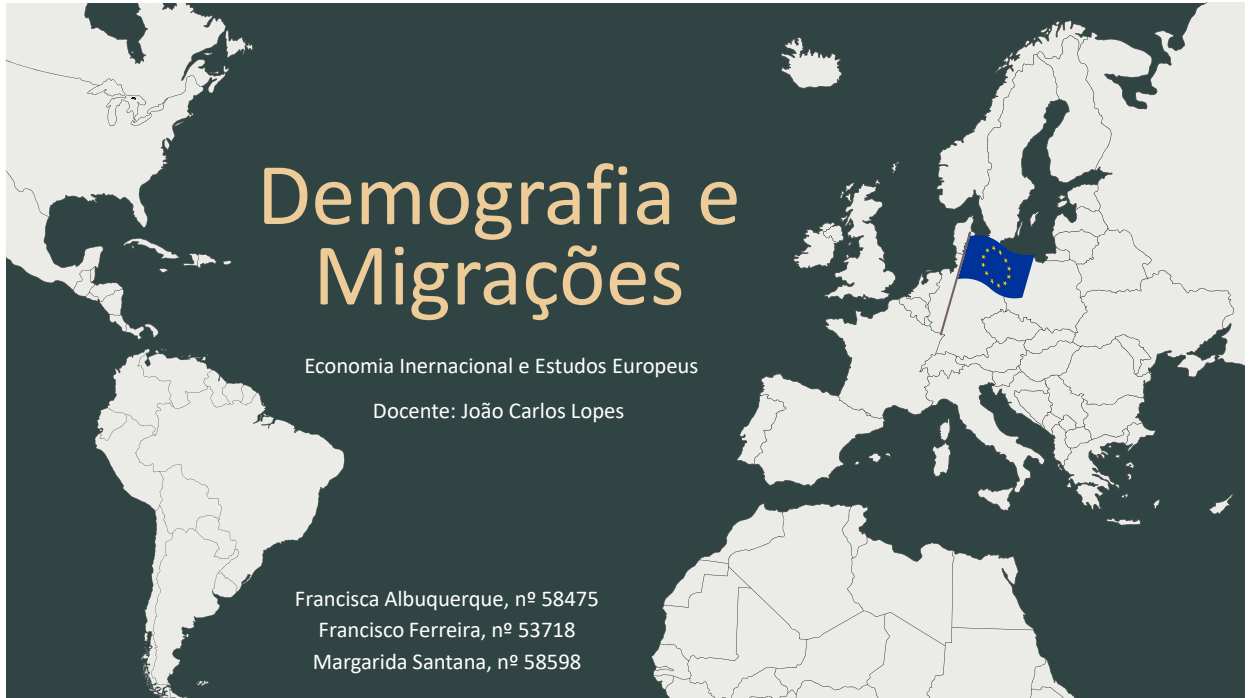 Demografia e
Migrações
Economia Inernacional e Estudos Europeus
Docente: João Carlos Lopes
Francisca Albuquerque, nº 58475
Francisco Ferreira, nº 53718
Margarida Santana, nº 58598